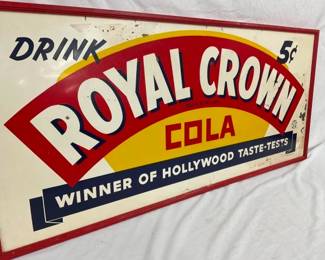 DRINK 5¢
ROYAL CROWN
COLA
WINNER OF HOLLYWOOD TASTE-TESTS